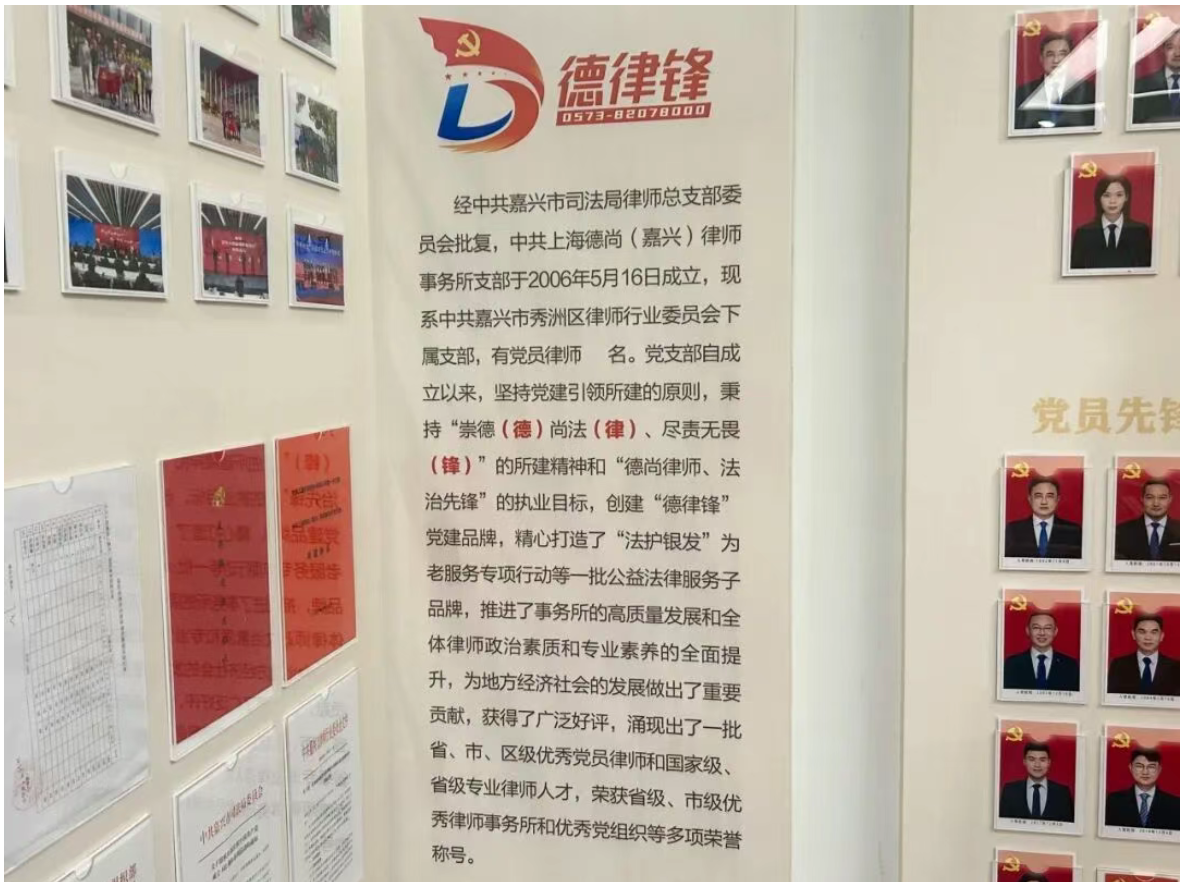 德律锋
0573-82078000
经中共嘉兴市司法局律师总支部委
员会批复，中共上海德尚（嘉兴）律师
事务所支部于2006年5月16日成立，现
系中共嘉兴市秀洲区律师行业委员会下
属支部，有党员律师 名。党支部自成
立以来，坚持党建引领所建的原则，秉
持“崇德（德）尚法（律）、尽责无畏
（锋）”的所建精神和“德尚律师、法
治先锋”的执业目标，创建“德律锋”
党建品牌，精心打造了“法护银发”为
老服务专项行动等一批公益法律服务子
品牌，推进了事务所的高质量发展和全
体律师政治素质和专业素养的全面提
升，为地方经济社会的发展做出了重要
贡献，获得了广泛好评，涌现出了一批
省、市、区级优秀党员律师和国家级、
省级专业律师人才，荣获省级、市级优
秀律师事务所和优秀党组织等多项荣誉
称号。
党员先锋